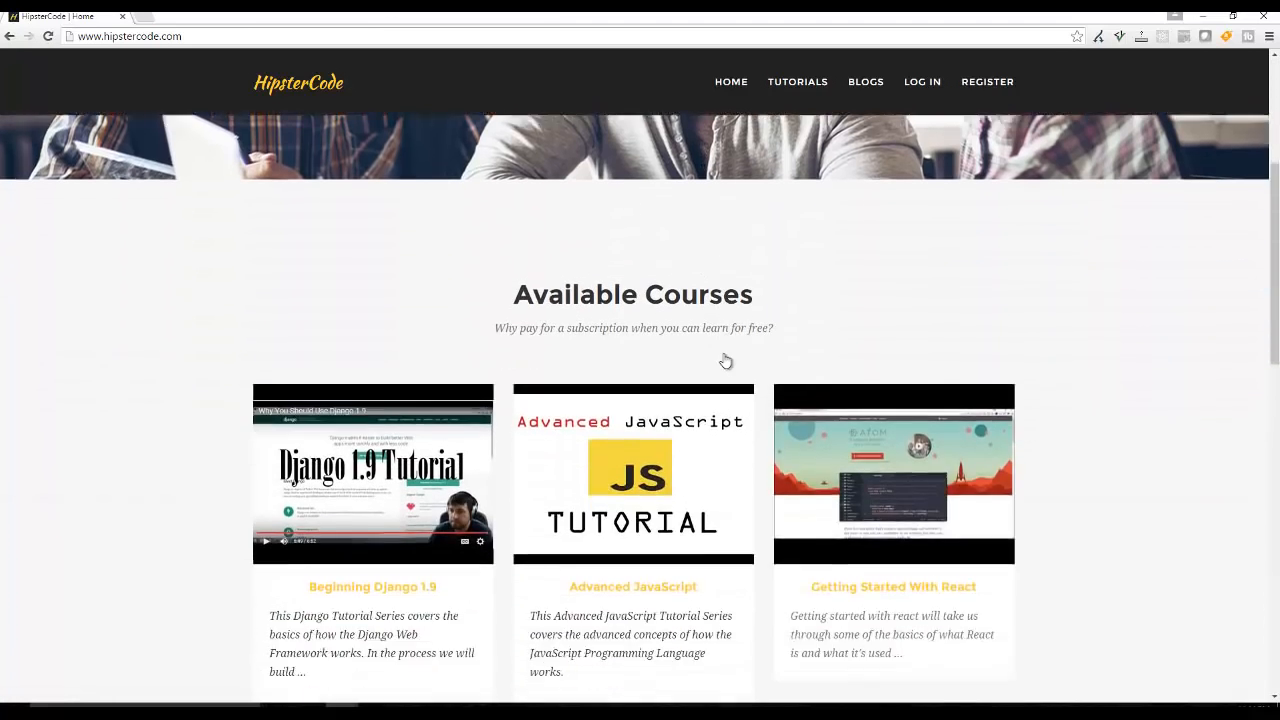 HipsterCode | Home
www.hipstercode.com
HipsterCode
HOME TUTORIALS BLOGS LOG IN REGISTER
Available Courses
Why pay for a subscription when you can learn for free?
Why You Should Use Django 1.9
Django 1.9 Tutorial
Advanced JavaScript
JS
TUTORIAL
ATOM
Beginning Django 1.9
This Django Tutorial Series covers the
basics of how the Django Web
Framework works. In the process we will
build ...
Advanced JavaScript
This Advanced JavaScript Tutorial Series
covers the advanced concepts of how the
JavaScript Programming Language
works.
Getting Started With React
Getting started with react will take us
through some of the basics of what React
is and what it's used ...